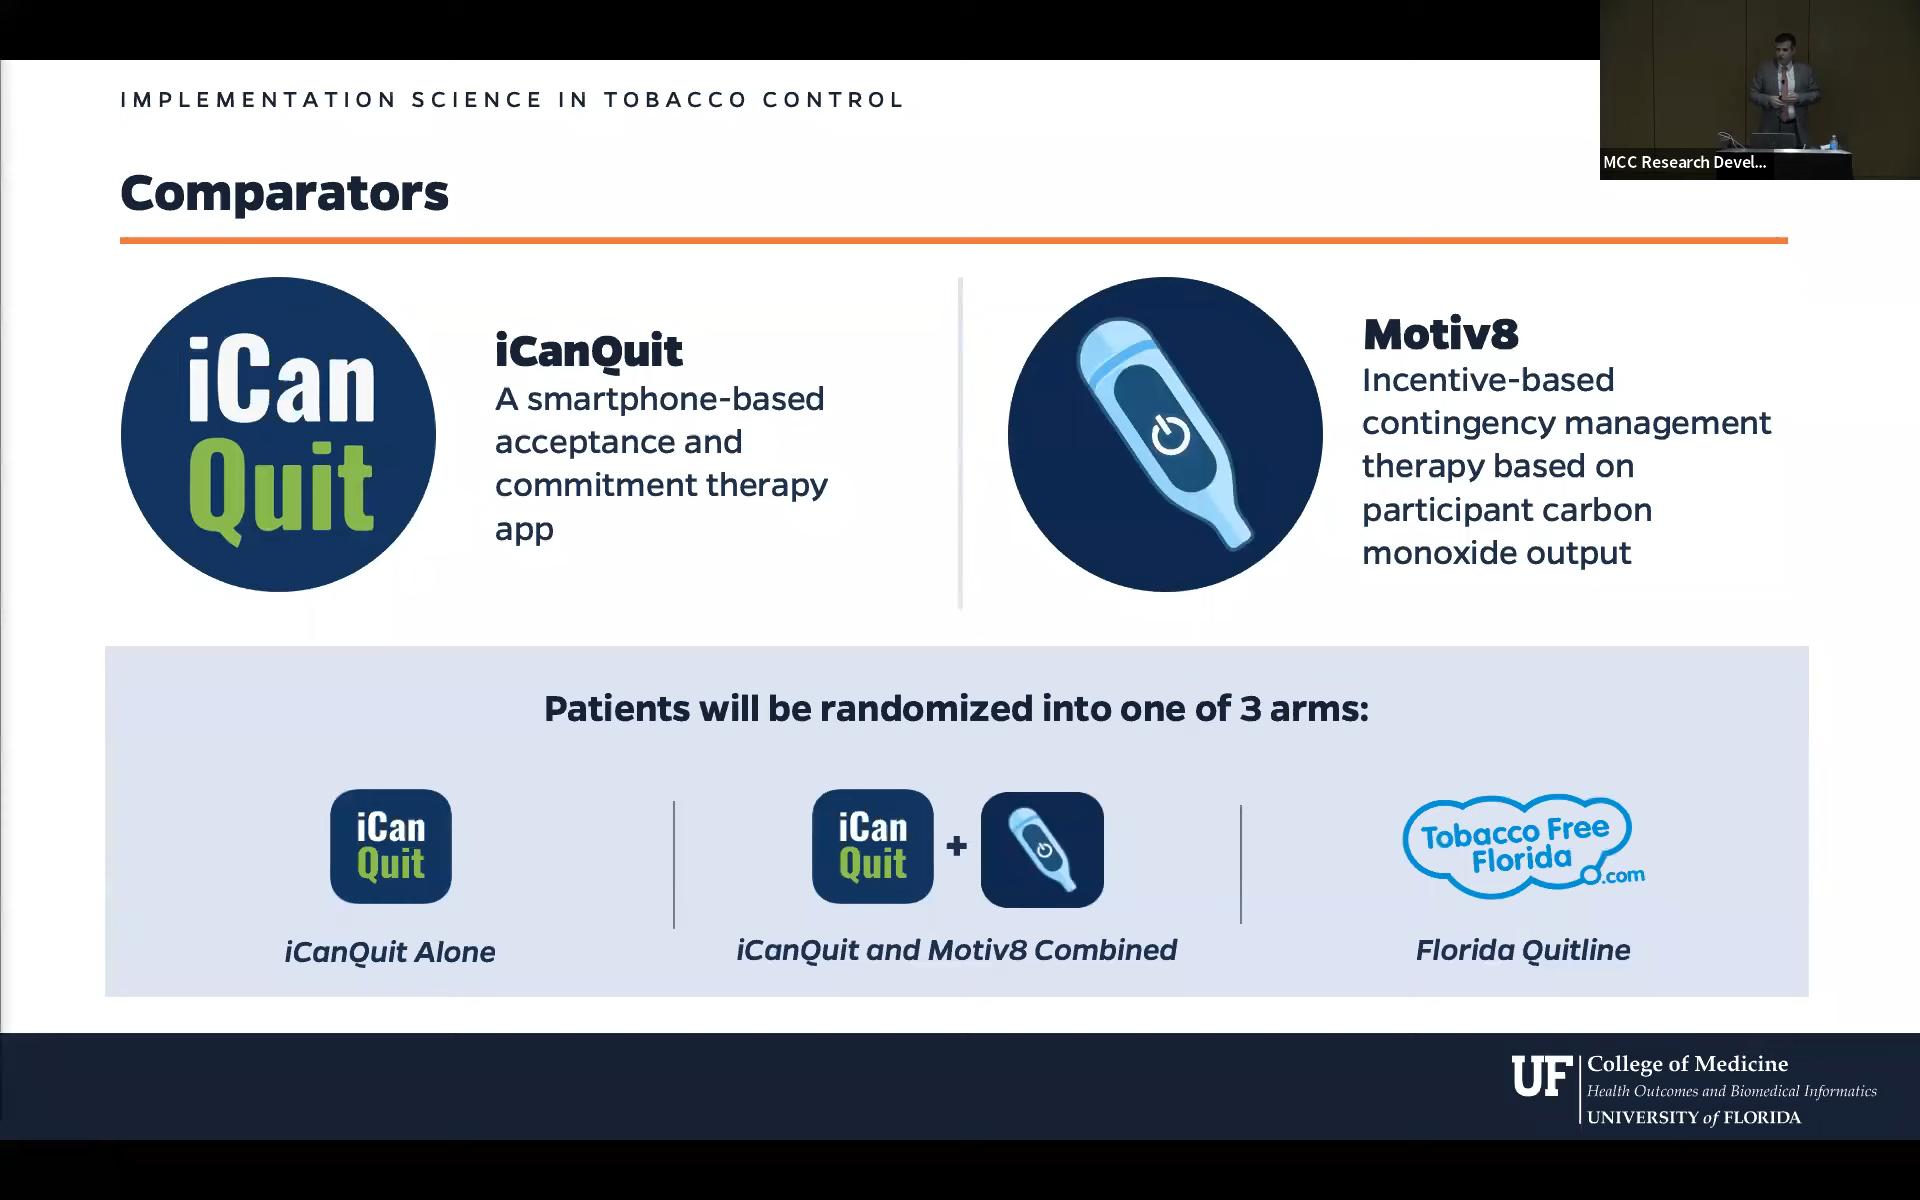 IMPLEMENTATION SCIENCE IN TOBACCO CONTROL
MCC Research Devel...
Comparators
iCan
Quit
iCanQuit
A smartphone-based
acceptance and
commitment therapy
app
Motiv8
Incentive-based
contingency management
therapy based on
participant carbon
monoxide output
Patients will be randomized into one of 3 arms:
iCan
Quit
iCanQuit Alone
iCan
Quit
+
iCanQuit and Motiv8 Combined
Tobacco Free
Florida
.com
Florida Quitline
UF
College of Medicine
Health Outcomes and Biomedical Informatics
UNIVERSITY of FLORIDA